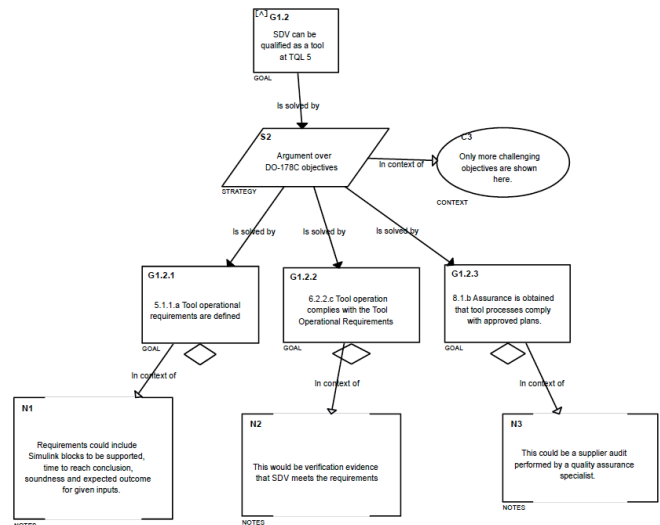 [^] G1.2
SDV can be
qualified as a tool
at TQL 5
GOAL
Is solved by
S2
Argument over
DO-178C objectives
STRATEGY
In context of
C3
Only more challenging
objectives are shown
here.
CONTEXT
Is solved by
Is solved by
Is solved by
G1.2.1
5.1.1.a Tool operational
requirements are defined
GOAL
G1.2.2
6.2.2.c Tool operation
complies with the Tool
Operational Requirements
GOAL
G1.2.3
8.1.b Assurance is obtained
that tool processes comply
with approved plans.
GOAL
In context of
In context of
In context of
N1
Requirements could include
Simulink blocks to be supported,
time to reach conclusion,
soundness and expected outcome
for given inputs.
NOTES
N2
This would be verification evidence
that SDV meets the requirements
NOTES
N3
This could be a supplier audit
performed by a quality assurance
specialist.
NOTES